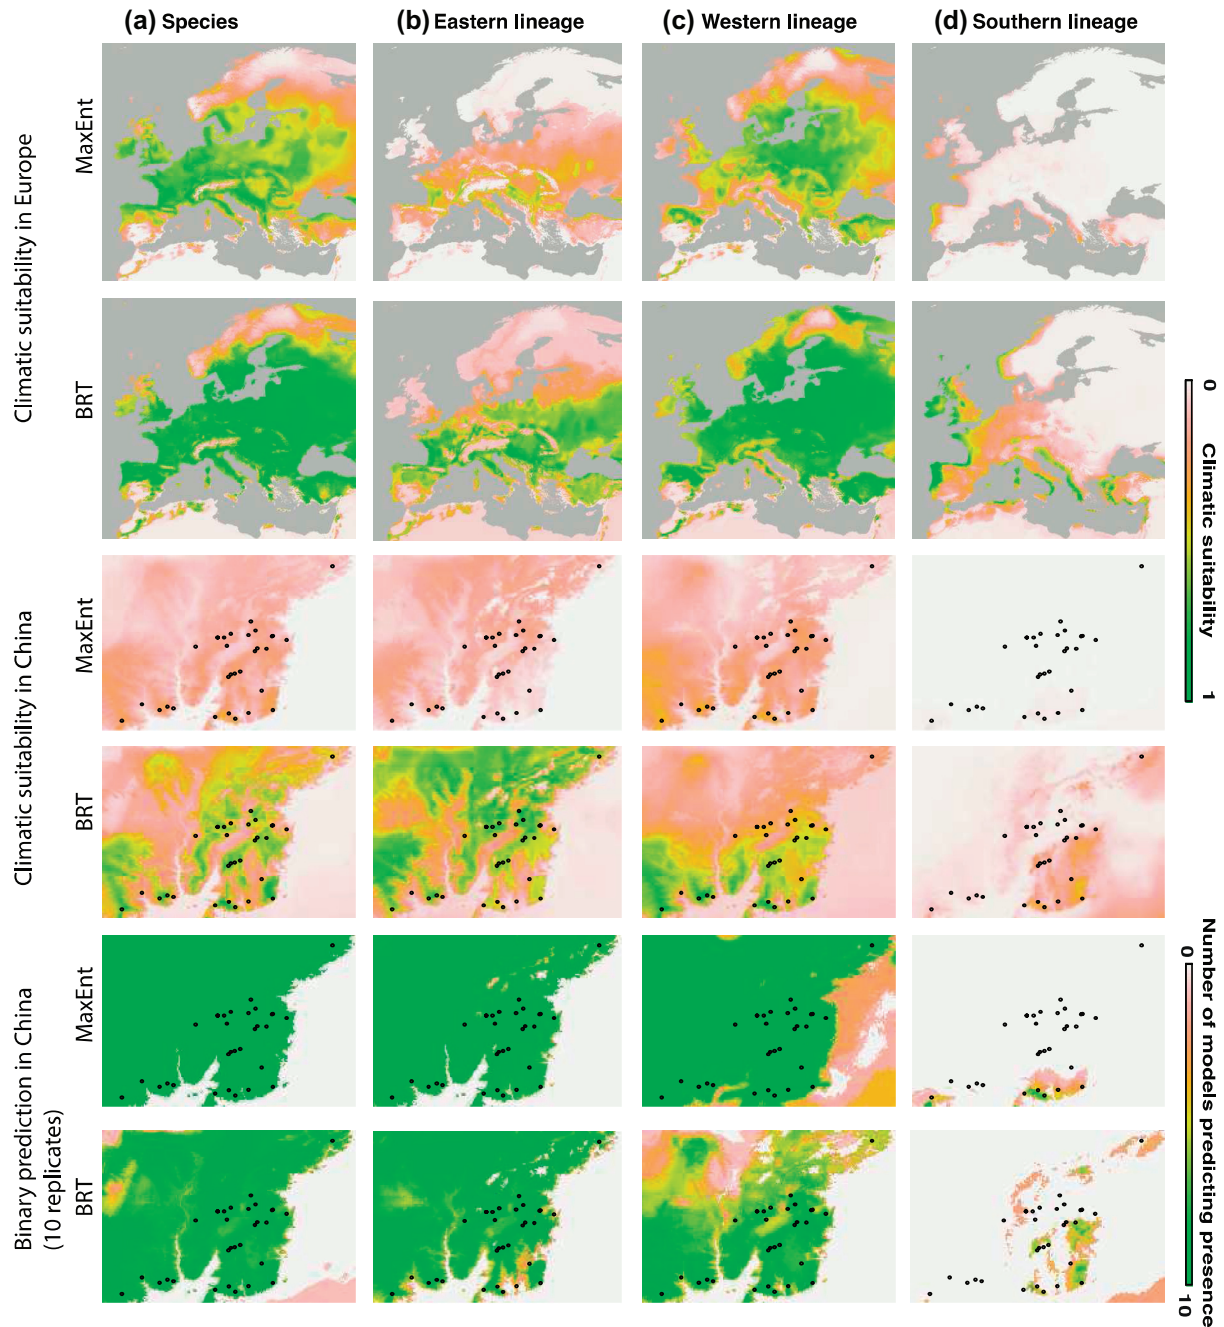 (a) Species
(b) Eastern lineage
(c) Western lineage
(d) Southern lineage
Climatic suitability in Europe
MaxEnt
BRT
Climatic suitability in China
MaxEnt
BRT
Binary prediction in China
(10 replicates)
MaxEnt
BRT
0
Climatic suitability
1
Number of models predicting presence
0
10